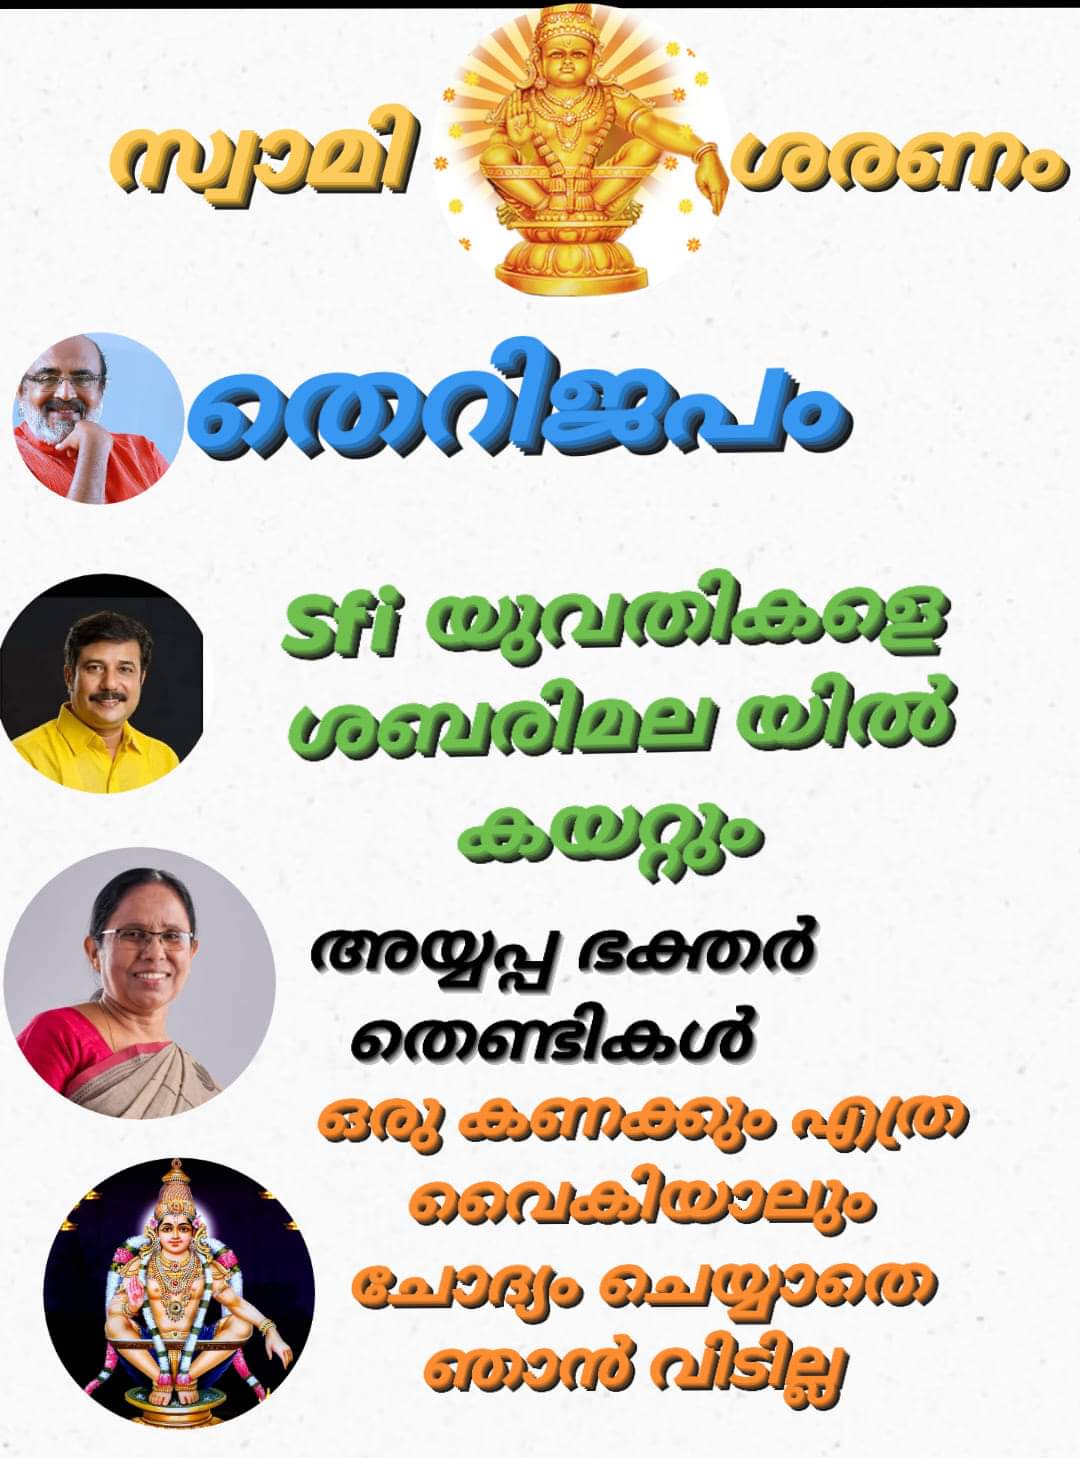 സ്വാമി ശരണം
തെറിജപം
Sfi യുവതികളെ
ശബരിമല യിൽ
കയറ്റും
അയ്യപ്പ ഭക്തർ
തെണ്ടികൾ
ഒരു കണക്കും എത്ര
വൈകിയാലും
ചോദ്യം ചെയ്യാതെ
ഞാൻ വിടില്ല